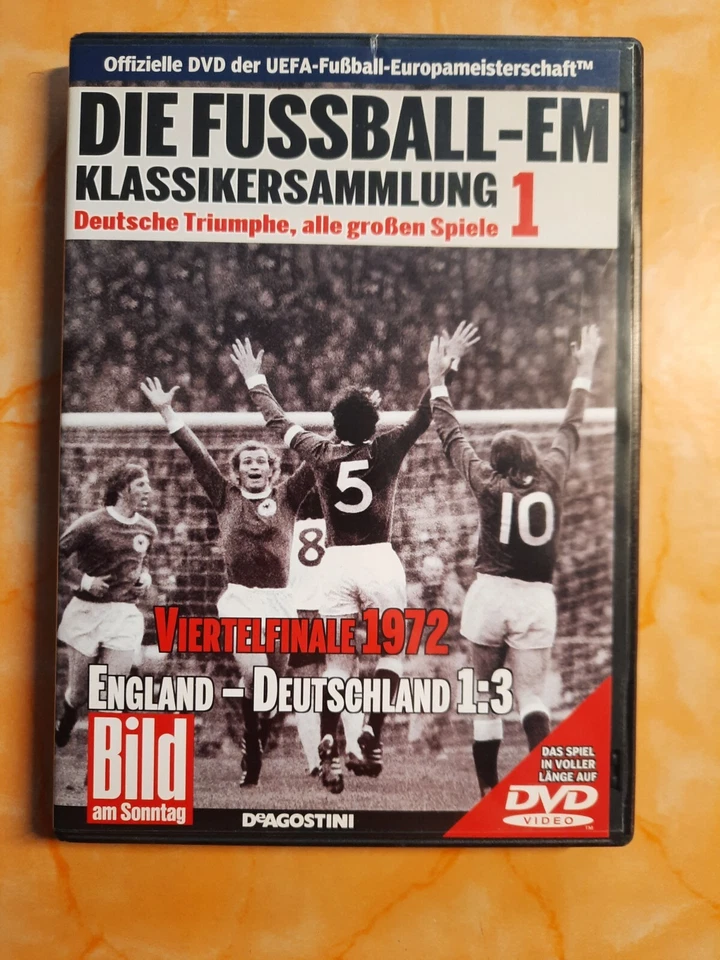 Offizielle DVD der UEFA-Fußball-Europameisterschaft™
DIE FUSSBALL-EM
KLASSIKERSAMMLUNG 1
Deutsche Triumphe, alle großen Spiele
5
8
10
VIERTELFINALE 1972
ENGLAND – DEUTSCHLAND 1:3
Bild
am Sonntag
DEAGOSTINI
DAS SPIEL
IN VOLLER
LÄNGE AUF
DVD
VIDEO
™